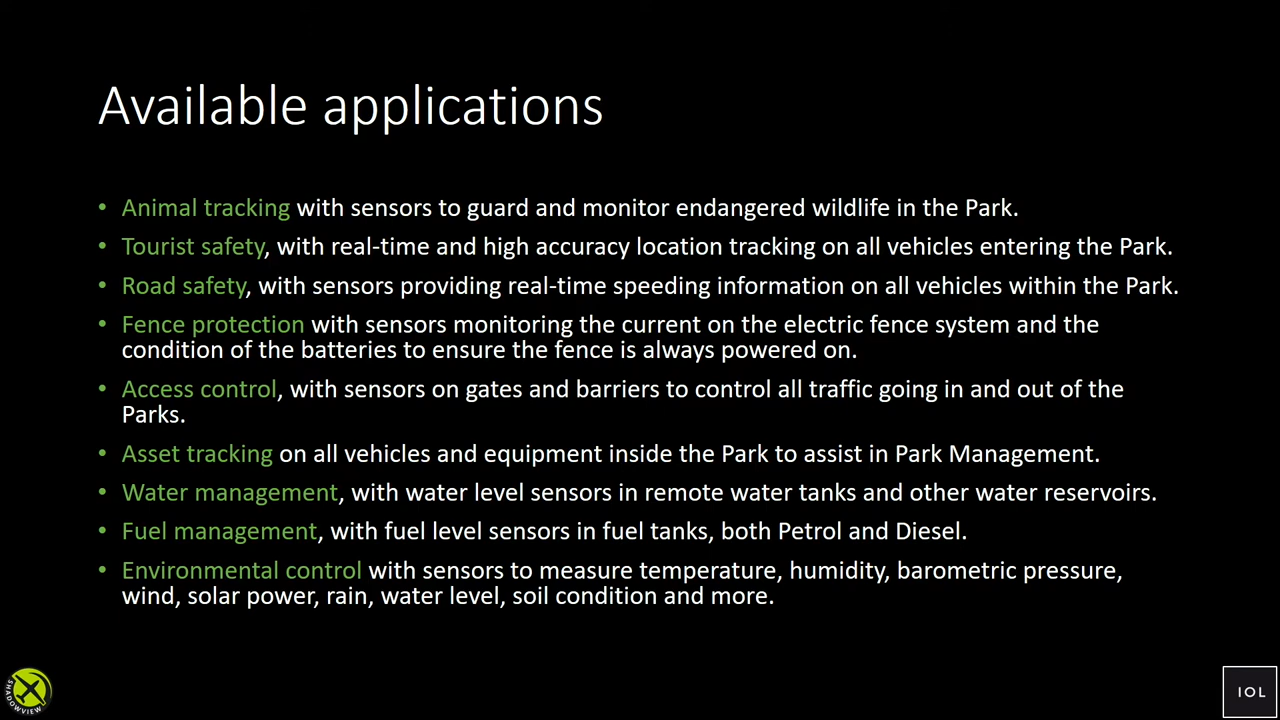 Available applications
• Animal tracking with sensors to guard and monitor endangered wildlife in the Park.
• Tourist safety, with real-time and high accuracy location tracking on all vehicles entering the Park.
• Road safety, with sensors providing real-time speeding information on all vehicles within the Park.
• Fence protection with sensors monitoring the current on the electric fence system and the
condition of the batteries to ensure the fence is always powered on.
• Access control, with sensors on gates and barriers to control all traffic going in and out of the
Parks.
• Asset tracking on all vehicles and equipment inside the Park to assist in Park Management.
• Water management, with water level sensors in remote water tanks and other water reservoirs.
• Fuel management, with fuel level sensors in fuel tanks, both Petrol and Diesel.
• Environmental control with sensors to measure temperature, humidity, barometric pressure,
wind, solar power, rain, water level, soil condition and more.
SHADOWVIEW
IOL